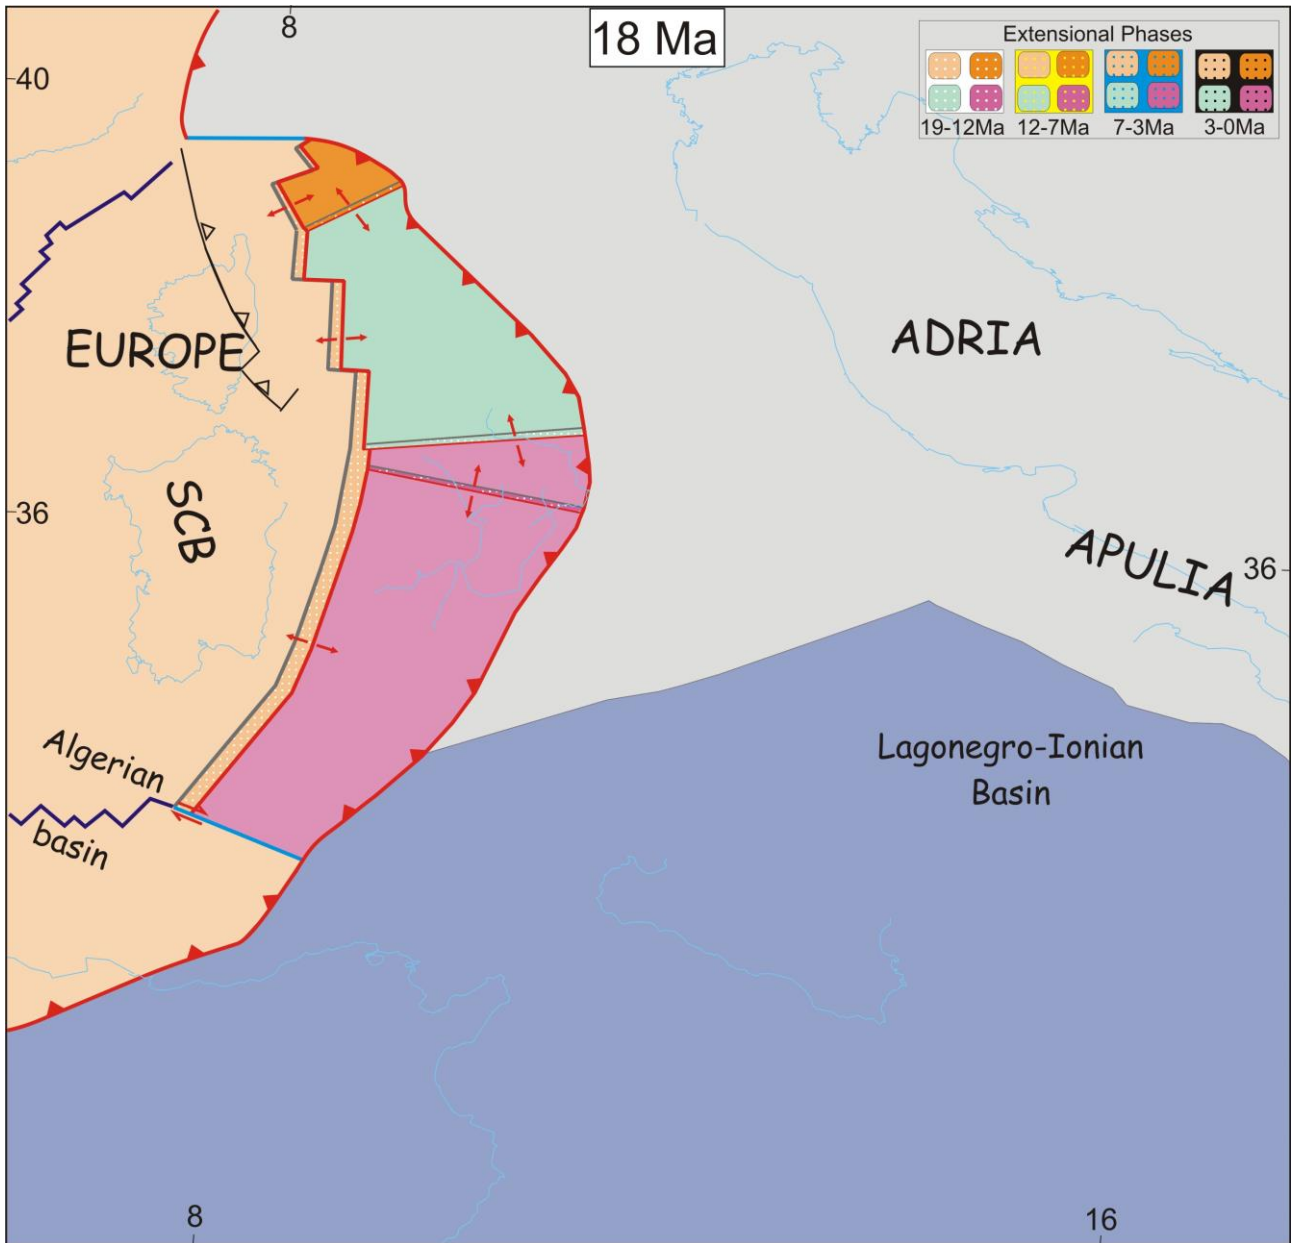 8
18 Ma
Extensional Phases
40
19-12Ma 12-7Ma 7-3Ma 3-0Ma
EUROPE
ADRIA
SCB
36
APULIA 36
Algerian
basin
Lagonegro-Ionian
Basin
8
16